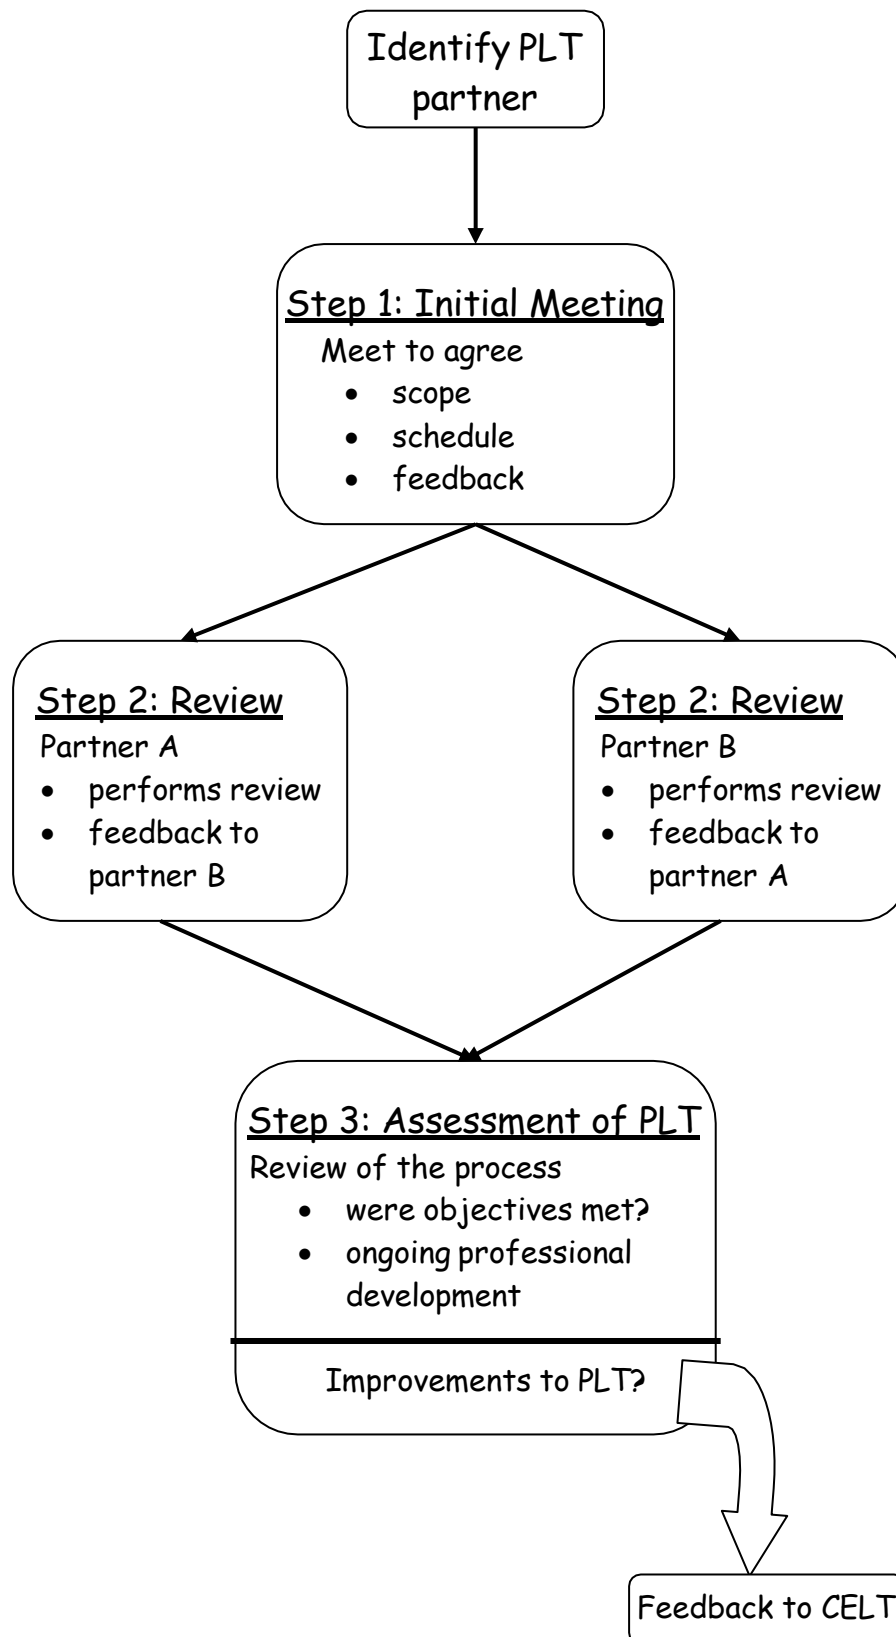 Identify PLT
partner
Step 1: Initial Meeting
Meet to agree
• scope
• schedule
• feedback
Step 2: Review
Partner A
• performs review
• feedback to
partner B
Step 2: Review
Partner B
• performs review
• feedback to
partner A
Step 3: Assessment of PLT
Review of the process
• were objectives met?
• ongoing professional
development
Improvements to PLT?
Feedback to CELT